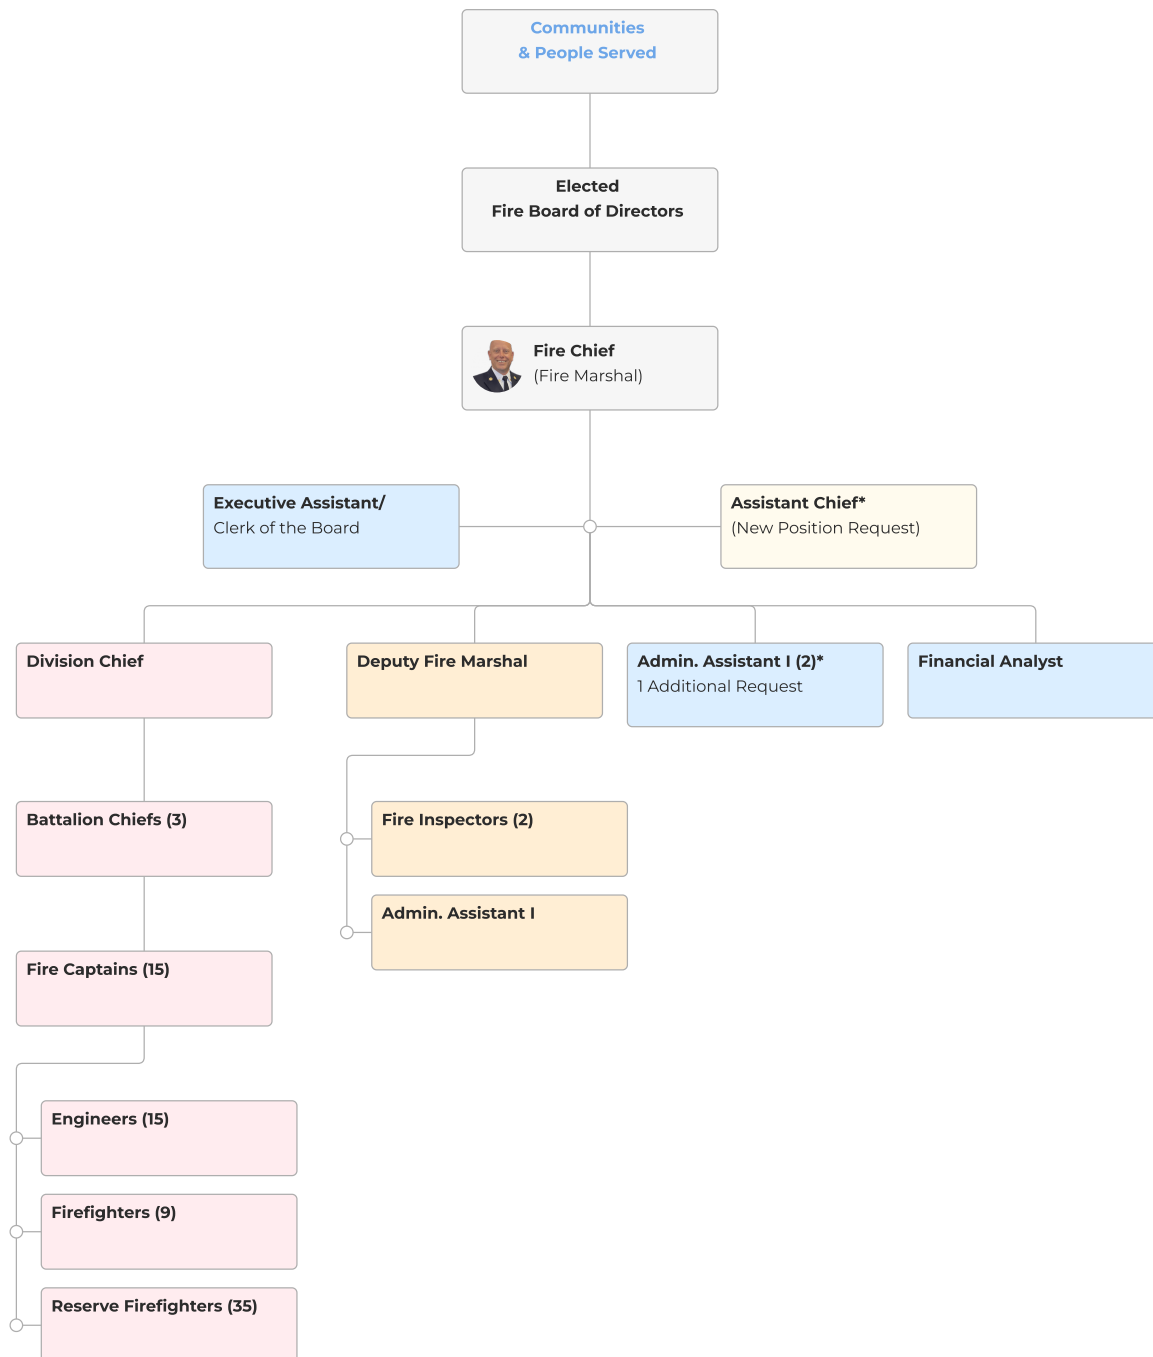 Communities
& People Served
Elected
Fire Board of Directors
Fire Chief
(Fire Marshal)
Executive Assistant/
Clerk of the Board
Assistant Chief*
(New Position Request)
Division Chief
Deputy Fire Marshal
Admin. Assistant I (2)*
1 Additional Request
Financial Analyst
Battalion Chiefs (3)
Fire Inspectors (2)
Admin. Assistant I
Fire Captains (15)
Engineers (15)
Firefighters (9)
Reserve Firefighters (35)